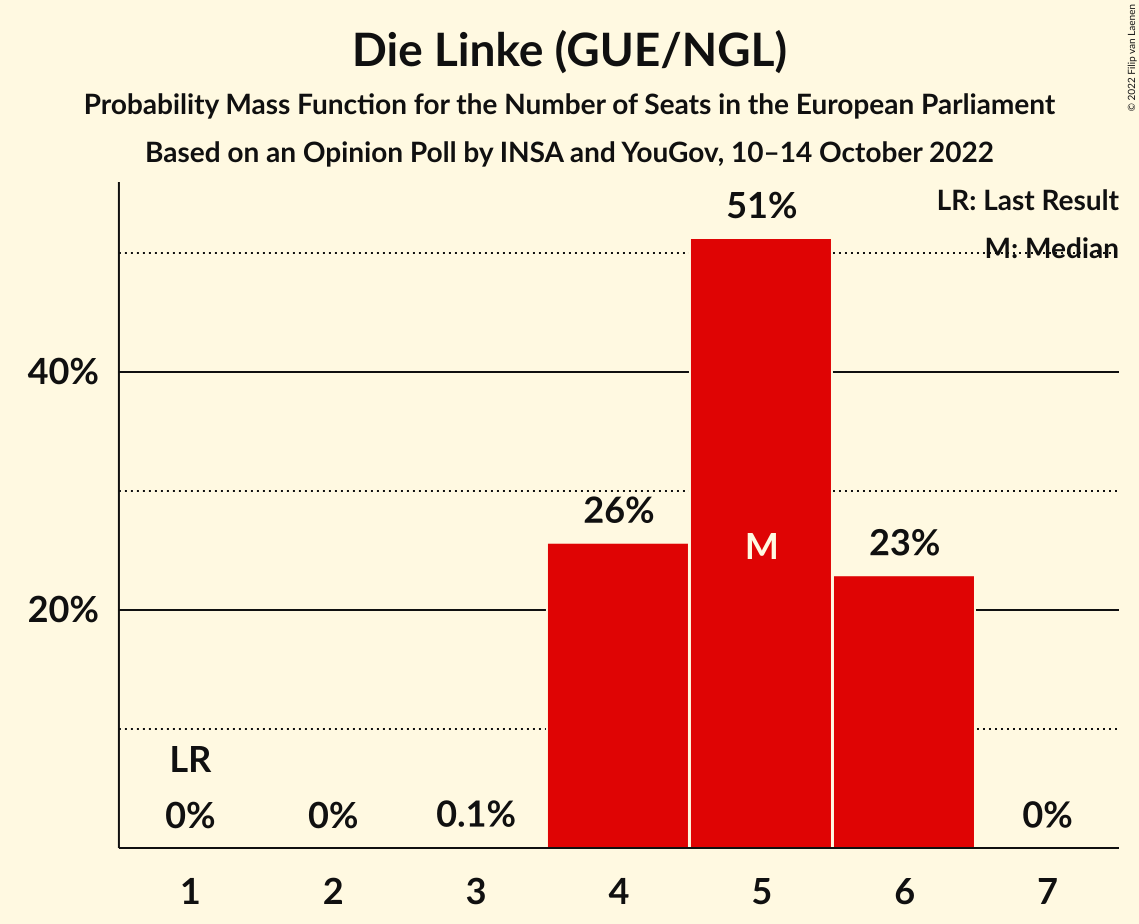 Die Linke (GUE/NGL)
Probability Mass Function for the Number of Seats in the European Parliament
Based on an Opinion Poll by INSA and YouGov, 10–14 October 2022
© 2022 Filip van Laenen
LR: Last Result
M: Median
51%
40%
26%
M
23%
20%
LR
0%
0%
0.1%
0%
1 2 3 4 5 6 7